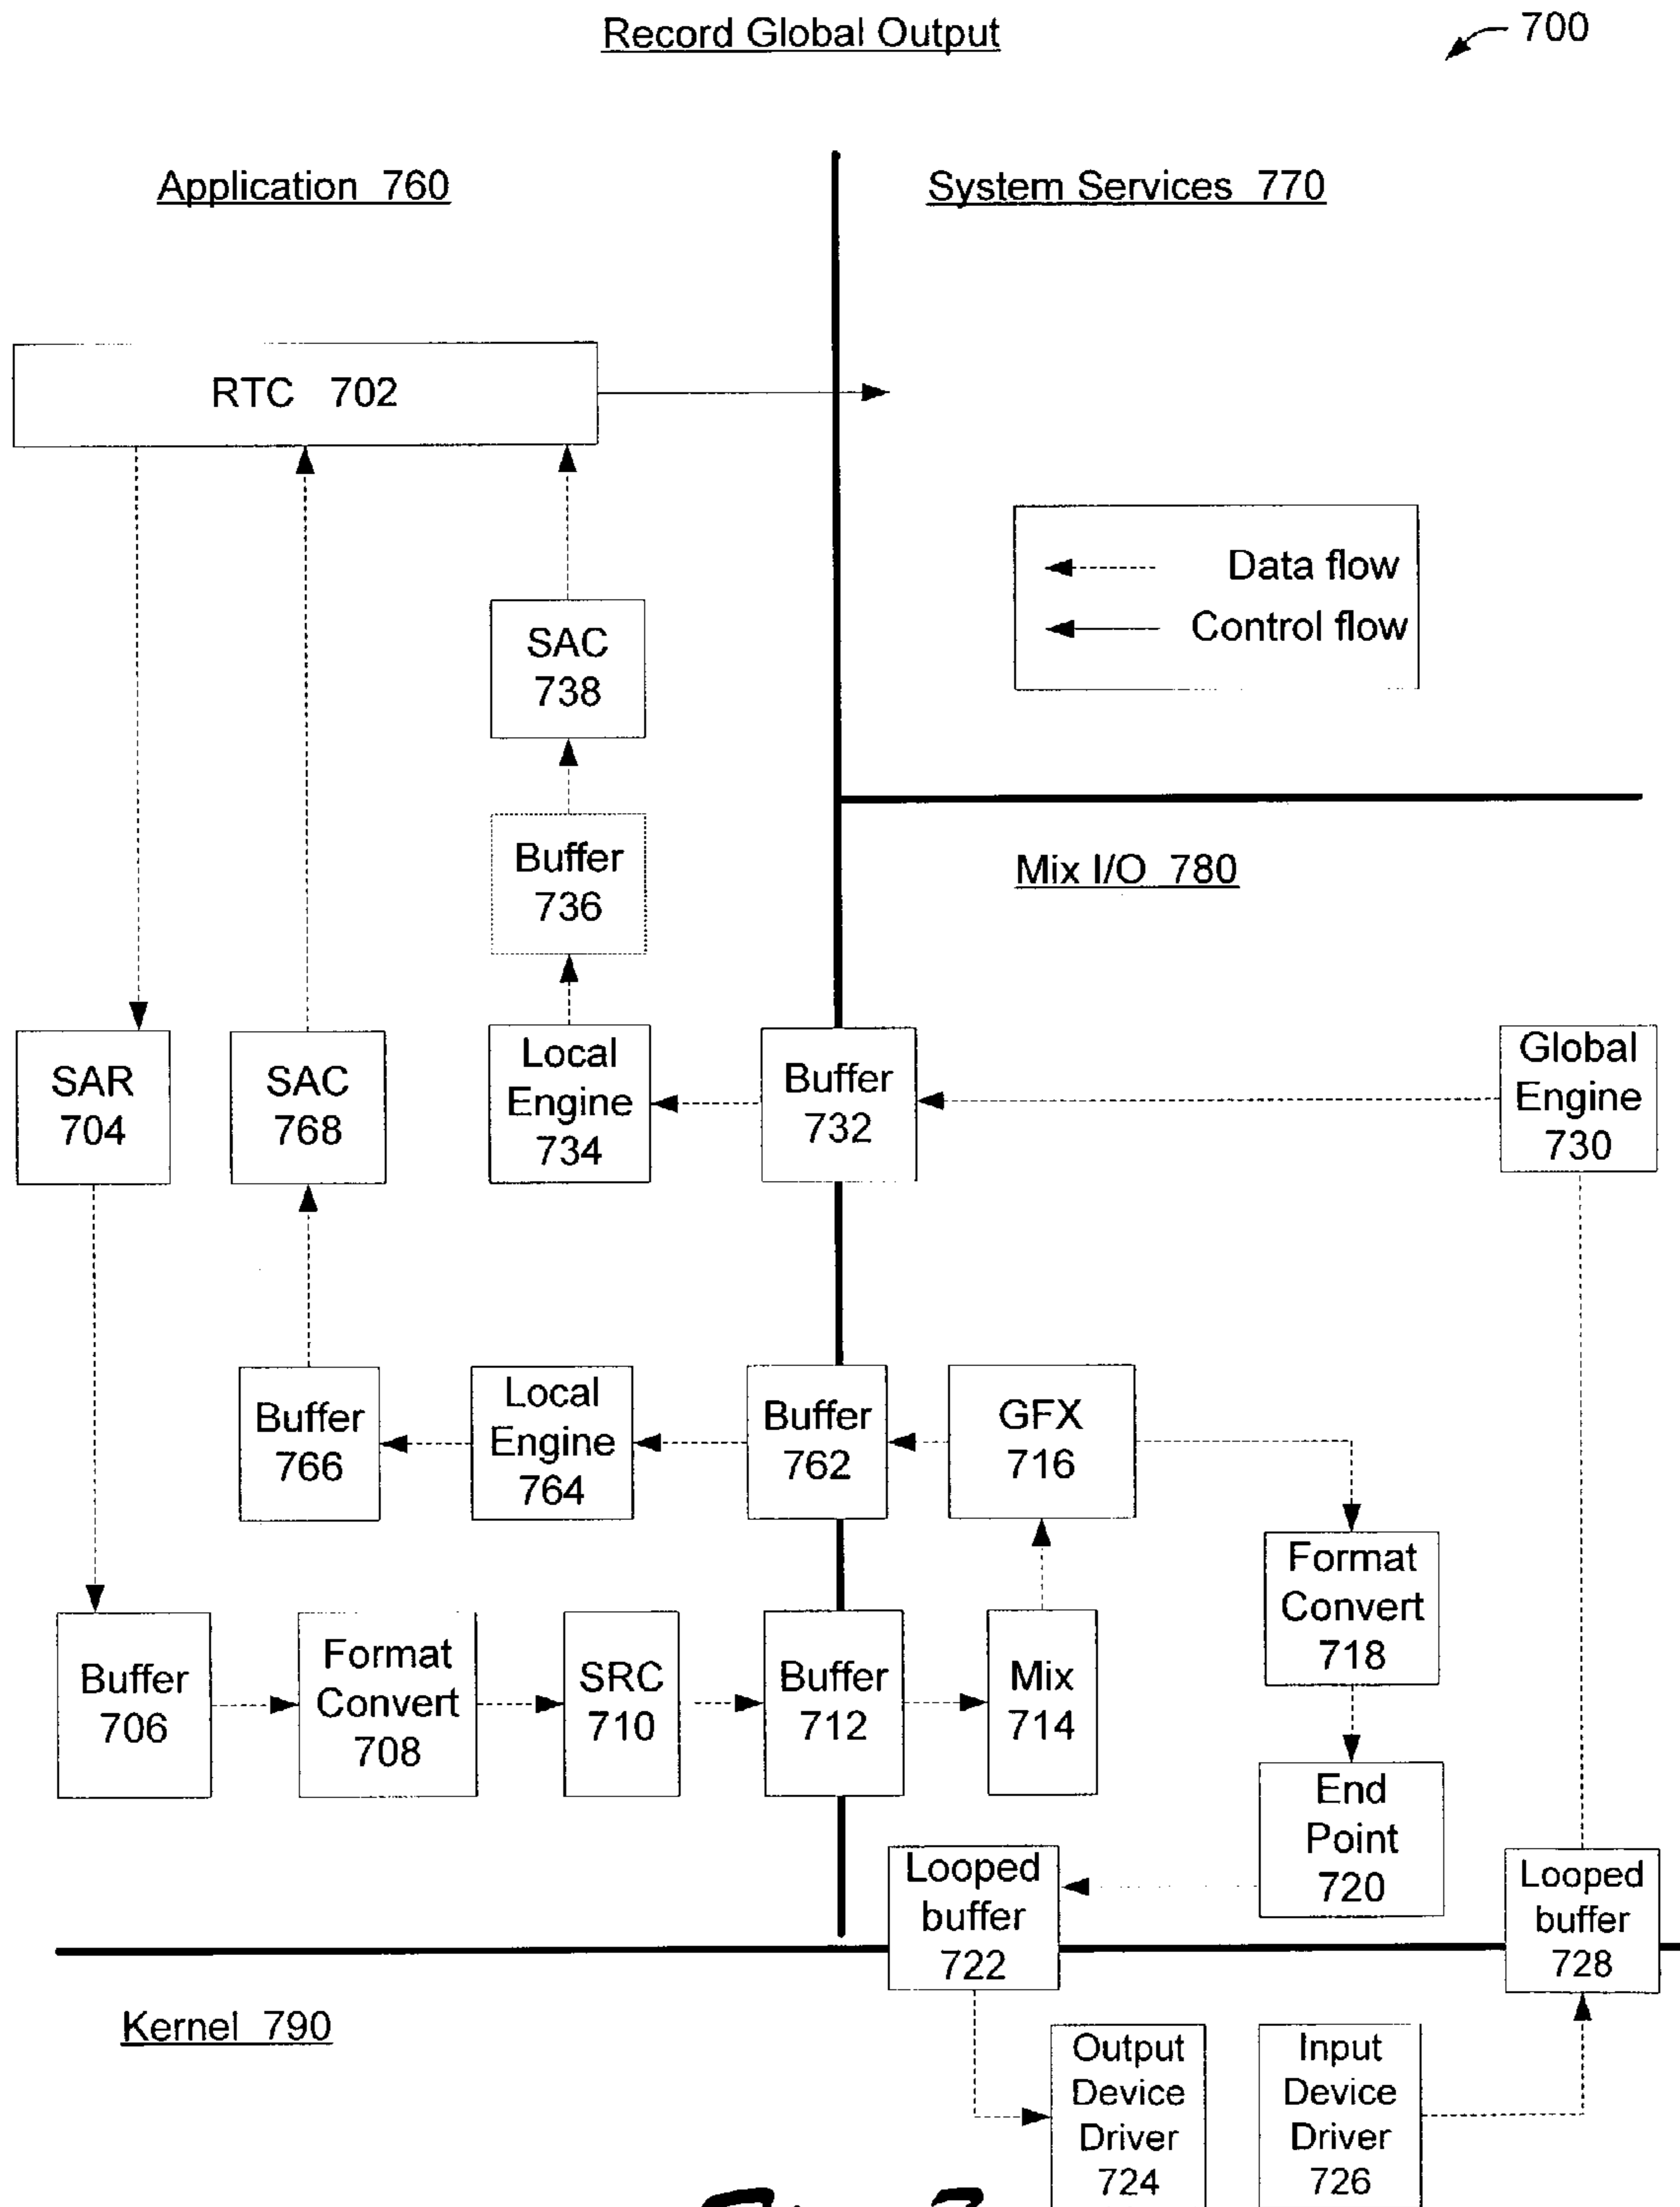 Record Global Output
700
Application 760
System Services 770
RTC 702
Data flow
Control flow
SAC
738
Buffer
736
Mix I/O 780
SAR
704
SAC
768
Local
Engine
734
Buffer
732
Global
Engine
730
Buffer
766
Local
Engine
764
Buffer
762
GFX
716
Format
Convert
718
Buffer
706
Format
Convert
708
SRC
710
Buffer
712
Mix
714
End
Point
720
Looped
buffer
722
Looped
buffer
728
Kernel 790
Output
Device
Driver
724
Input
Device
Driver
726